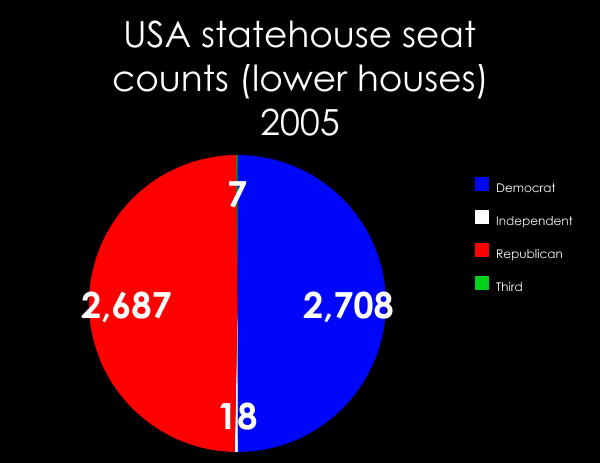 USA statehouse seat
counts (lower houses)
2005
7
2,687
2,708
18
Democrat
Independent
Republican
Third